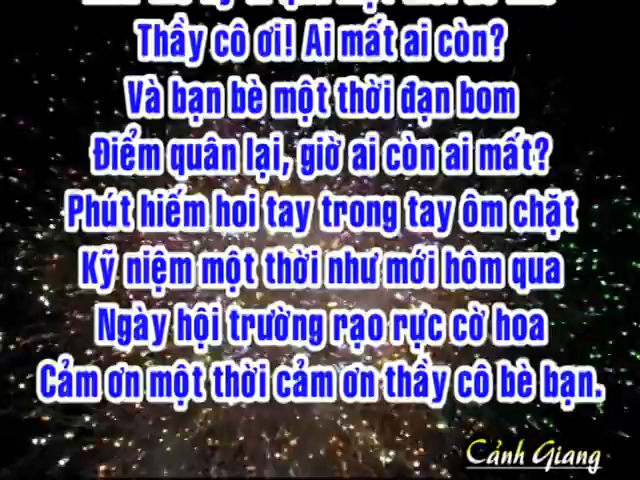 Thầy cô ơi! Ai mất ai còn?
Và bạn bè một thời đạn bom
Điểm quân lại, giờ ai còn ai mất?
Phút hiếm hoi tay trong tay ôm chặt
Kỹ niệm một thời như mới hôm qua
Ngày hội trường rạo rực cờ hoa
Cảm ơn một thời cảm ơn thầy cô bè bạn.
Cảnh Giang